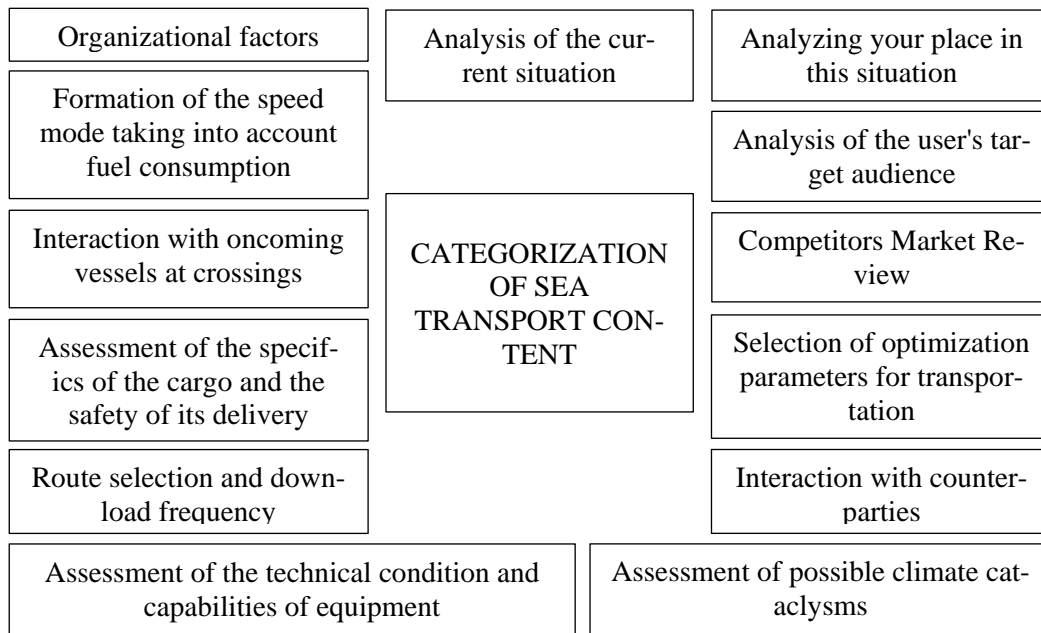 Organizational factors
Analysis of the cur-
rent situation
Analyzing your place in
this situation
Formation of the speed
mode taking into account
fuel consumption
Analysis of the user's tar-
get audience
Interaction with oncoming
vessels at crossings
CATEGORIZATION
OF SEA
TRANSPORT CON-
TENT
Competitors Market Re-
view
Assessment of the specif-
ics of the cargo and the
safety of its delivery
Selection of optimization
parameters for transpor-
tation
Route selection and down-
load frequency
Interaction with counter-
parties
Assessment of the technical condition and
capabilities of equipment
Assessment of possible climate cat-
aclysms